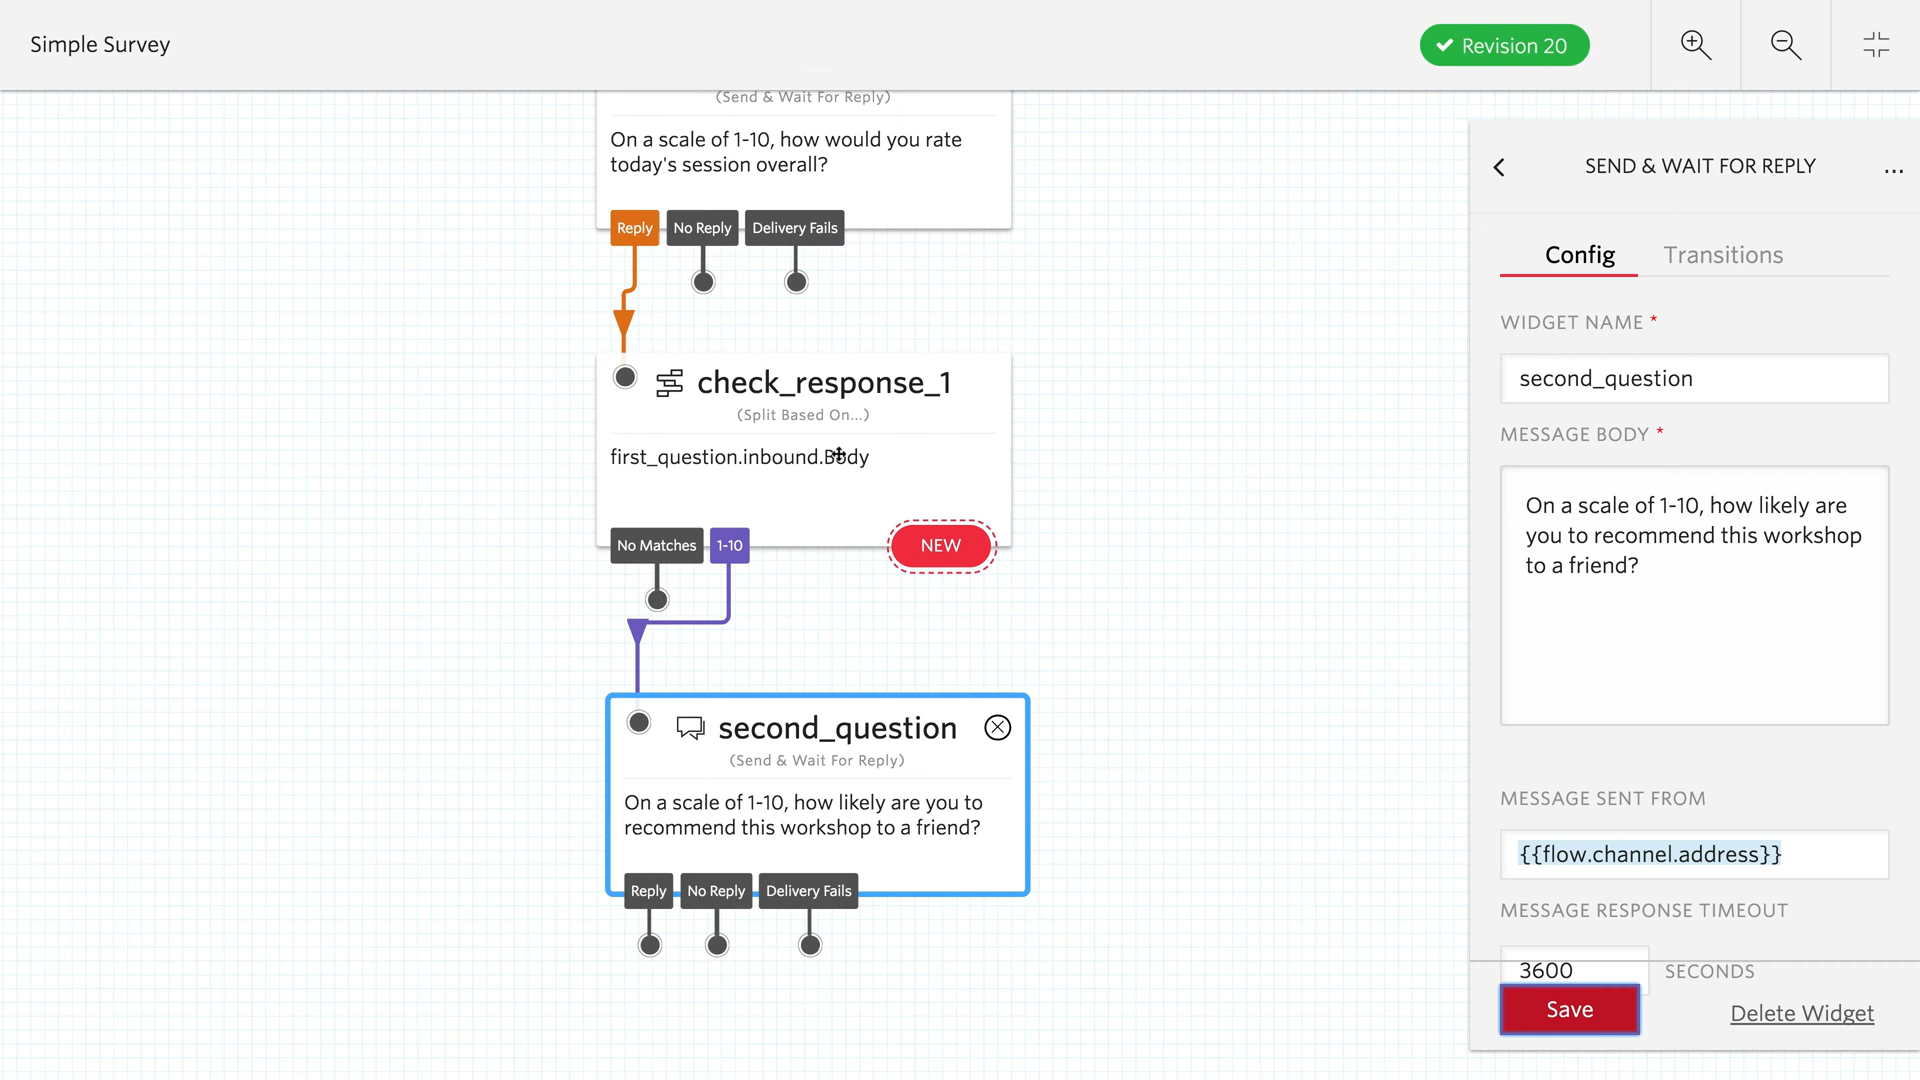 Simple Survey
Revision 20
(Send & Wait For Reply)
On a scale of 1-10, how would you rate
today's session overall?
Reply
No Reply
Delivery Fails
check_response_1
(Split Based On...)
first_question.inbound.Body
No Matches
1-10
NEW
second_question
(Send & Wait For Reply)
On a scale of 1-10, how likely are you to
recommend this workshop to a friend?
Reply
No Reply
Delivery Fails
SEND & WAIT FOR REPLY
...
Config
Transitions
WIDGET NAME *
second_question
MESSAGE BODY *
On a scale of 1-10, how likely are
you to recommend this workshop
to a friend?
MESSAGE SENT FROM
{{flow.channel.address}}
MESSAGE RESPONSE TIMEOUT
3600
SECONDS
Save
Delete Widget